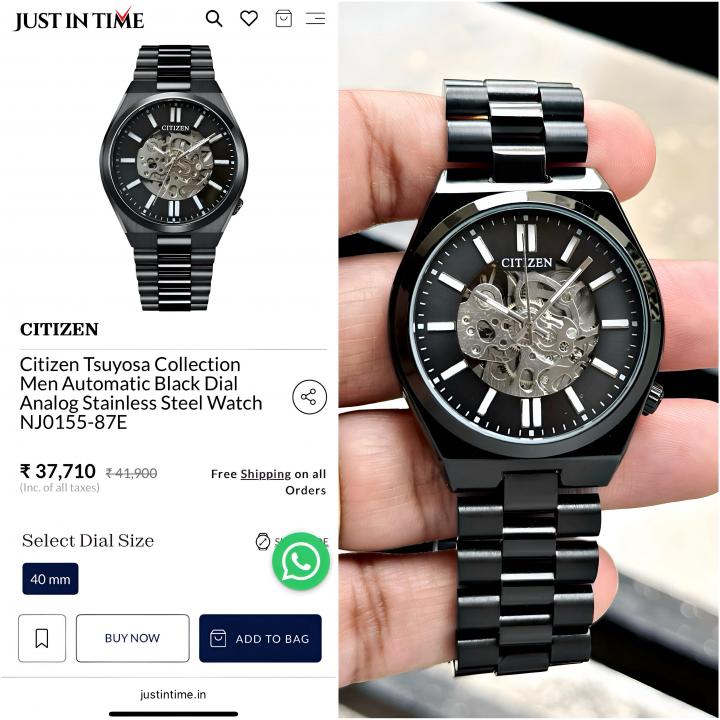 JUST IN TIME
CITIZEN
CITIZEN
Citizen Tsuyosa Collection
Men Automatic Black Dial
Analog Stainless Steel Watch
NJ0155-87E
₹ 37,710 ₹ 41,900
(Inc. of all taxes)
Free Shipping on all
Orders
Select Dial Size
40 mm
BUY NOW
ADD TO BAG
justintime.in
CITIZEN